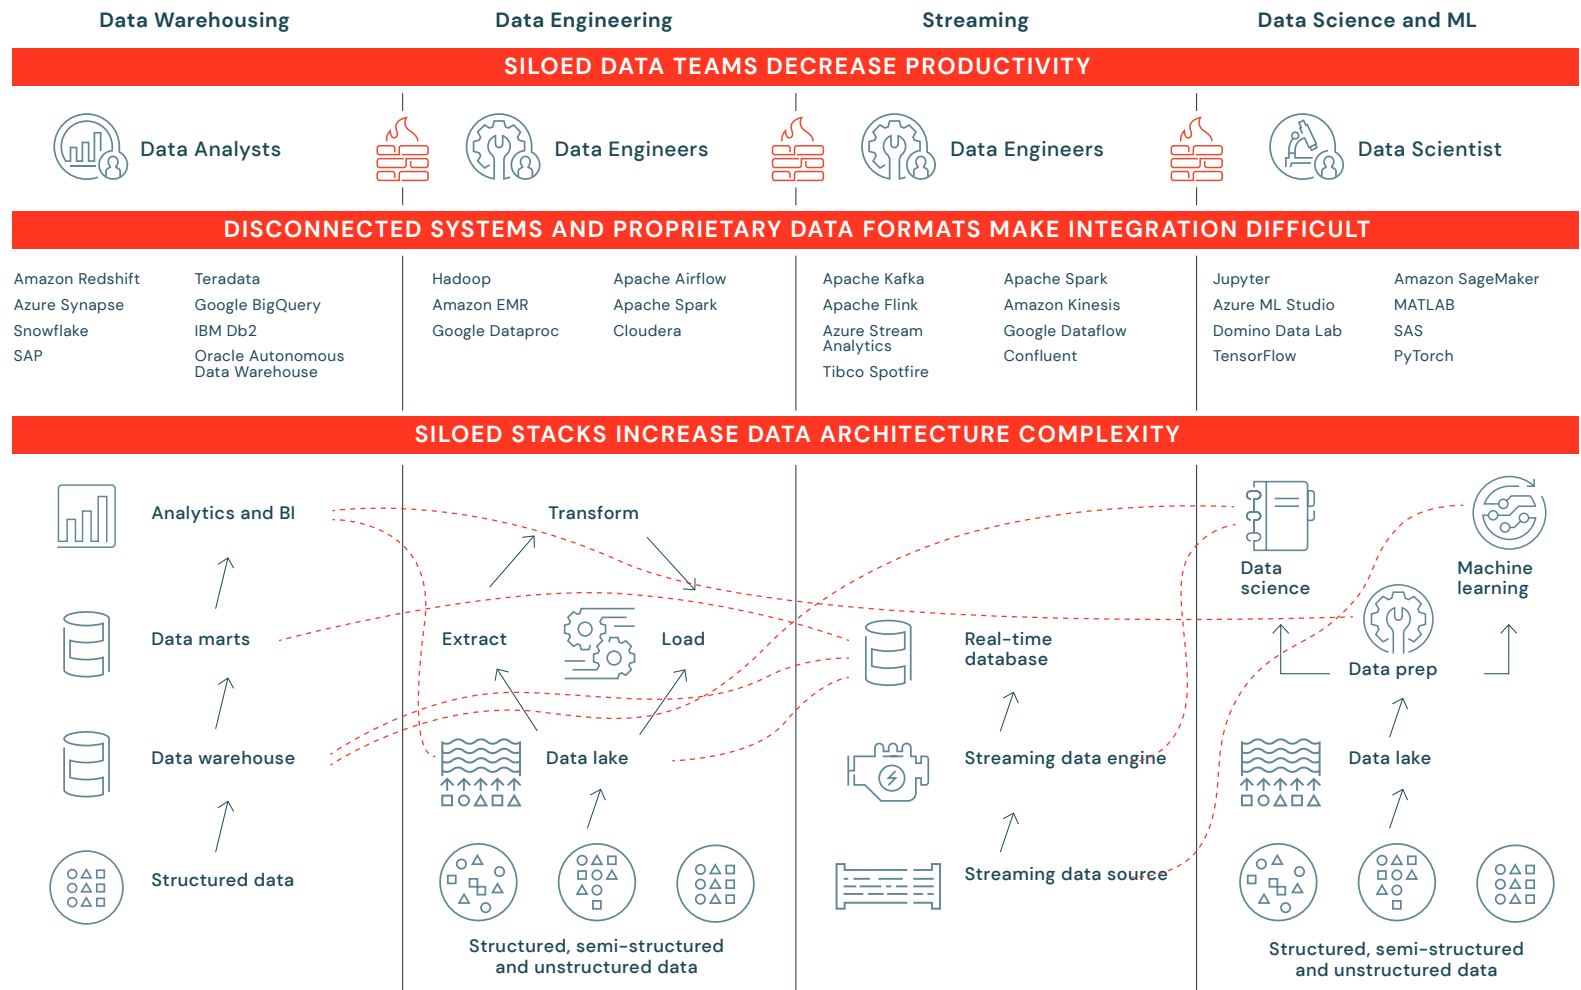 Data Warehousing
Data Engineering
Streaming
Data Science and ML
SILOED DATA TEAMS DECREASE PRODUCTIVITY
Data Analysts
Data Engineers
Data Engineers
Data Scientist
DISCONNECTED SYSTEMS AND PROPRIETARY DATA FORMATS MAKE INTEGRATION DIFFICULT
Amazon Redshift
Azure Synapse
Snowflake
SAP
Teradata
Google BigQuery
IBM Db2
Oracle Autonomous
Data Warehouse
Hadoop
Amazon EMR
Google Dataproc
Apache Airflow
Apache Spark
Cloudera
Apache Kafka
Apache Flink
Azure Stream
Analytics
Tibco Spotfire
Apache Spark
Amazon Kinesis
Google Dataflow
Confluent
Jupyter
Azure ML Studio
Domino Data Lab
TensorFlow
Amazon SageMaker
MATLAB
SAS
PyTorch
SILOED STACKS INCREASE DATA ARCHITECTURE COMPLEXITY
Analytics and BI
Data marts
Data warehouse
Structured data
Transform
Extract
Load
Data lake
Structured, semi-structured
and unstructured data
Real-time
database
Streaming data engine
Streaming data source
Data
science
Machine
learning
Data prep
Data lake
Structured, semi-structured
and unstructured data